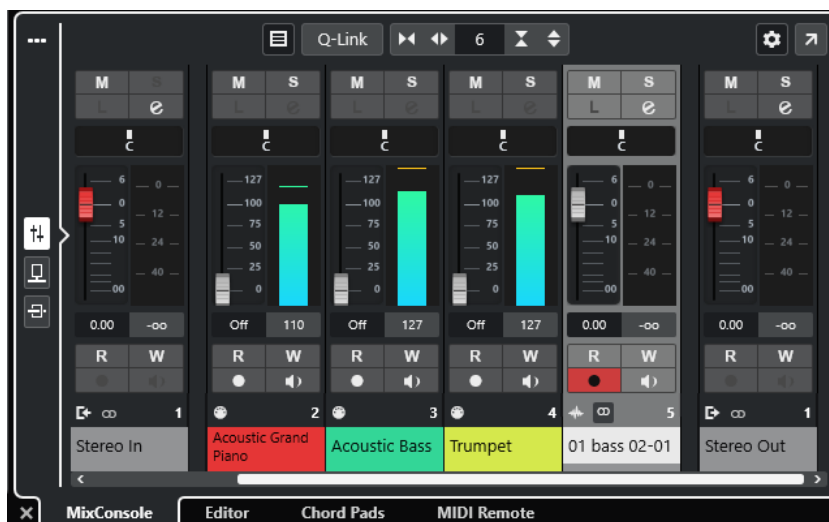 Q-Link 6
M S M S M S M S M S M S
L e L e L e L e L e L e
C C C C C C
6 0 5 10 00 0 12 24 40 127 100 75 50 25 0 127 100 75 50 25 0 127 100 75 50 25 0 6 0 5 10 00 0 12 24 40 6 0 5 10 00 0 12 24 40
0.00 -oo Off 110 Off 127 Off 127 0.00 -oo 0.00 -oo
R W R W R W R W R W R W
1 2 3 4 5 1
Stereo In
Acoustic Grand
Piano
Acoustic Bass
Trumpet
01 bass 02-01
Stereo Out
MixConsole Editor Chord Pads MIDI Remote